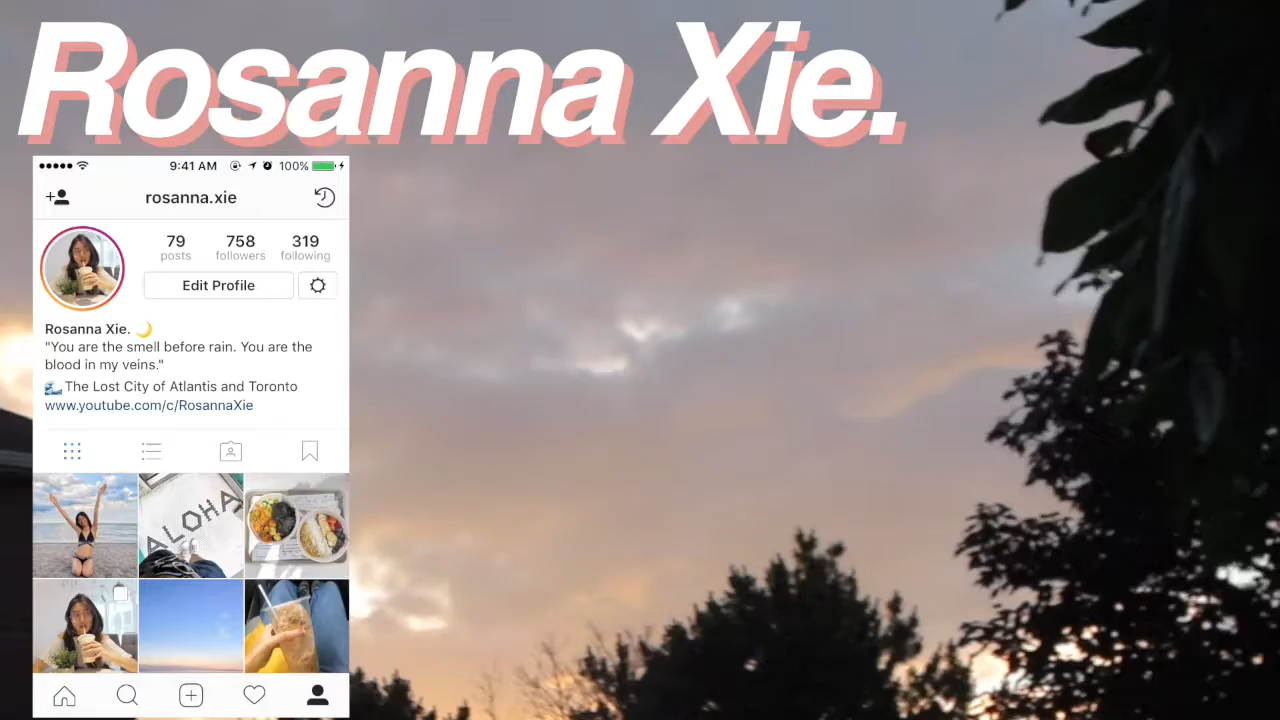 Rosanna Xie.
9:41 AM 100%
rosanna.xie
79 758 319
posts followers following
Edit Profile
Rosanna Xie. 🌙
"You are the smell before rain. You are the
blood in my veins."
🌊 The Lost City of Atlantis and Toronto
www.youtube.com/c/RosannaXie
ALOHA